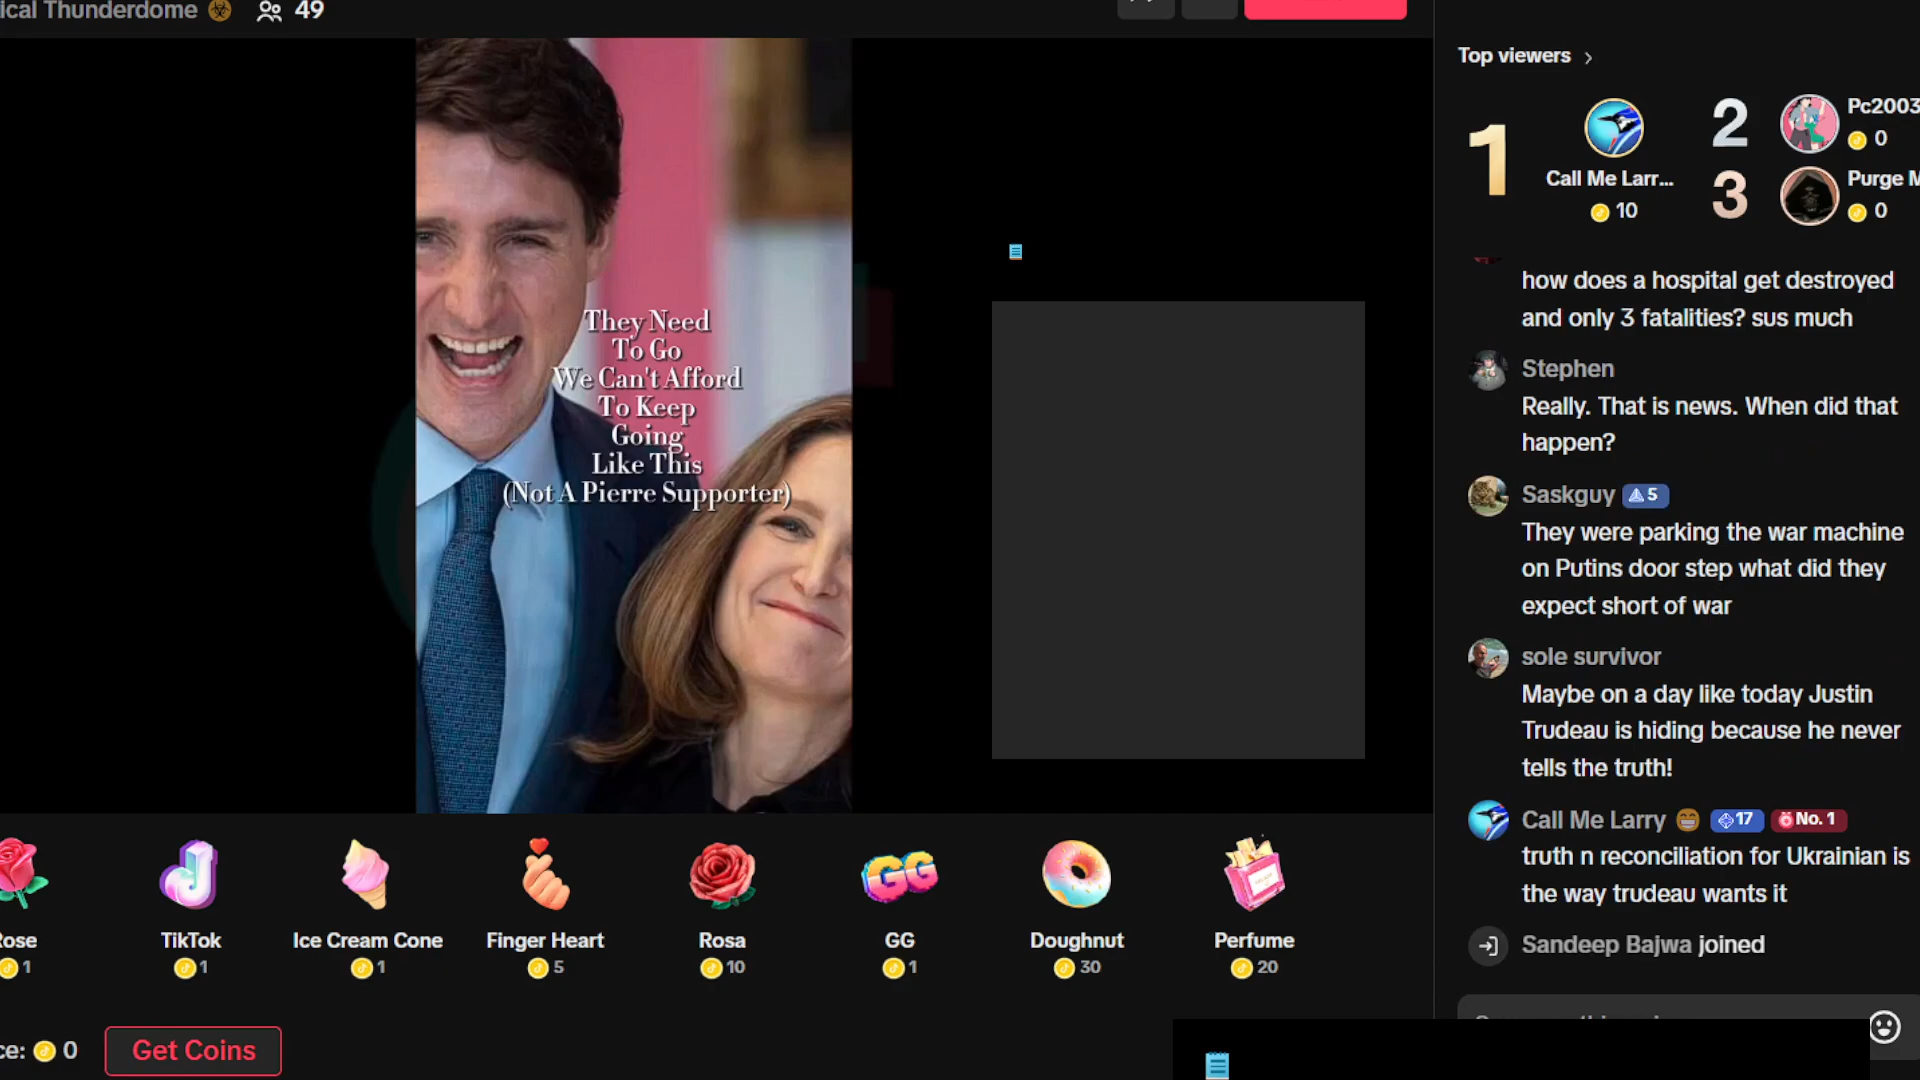 ical Thunderdome 49
They Need
To Go
We Can't Afford
To Keep
Going
Like This
(Not A Pierre Supporter)
Top viewers >
1
Call Me Larr...
10
2
Pc2003
0
3
Purge M
0
how does a hospital get destroyed
and only 3 fatalities? sus much
Stephen
Really. That is news. When did that
happen?
Saskguy 5
They were parking the war machine
on Putins door step what did they
expect short of war
sole survivor
Maybe on a day like today Justin
Trudeau is hiding because he never
tells the truth!
Call Me Larry 17 No. 1
truth n reconciliation for Ukrainian is
the way trudeau wants it
Sandeep Bajwa joined
GG
Rose TikTok Ice Cream Cone Finger Heart Rosa GG Doughnut Perfume
1 1 1 5 10 1 30 20
ce: 0 Get Coins